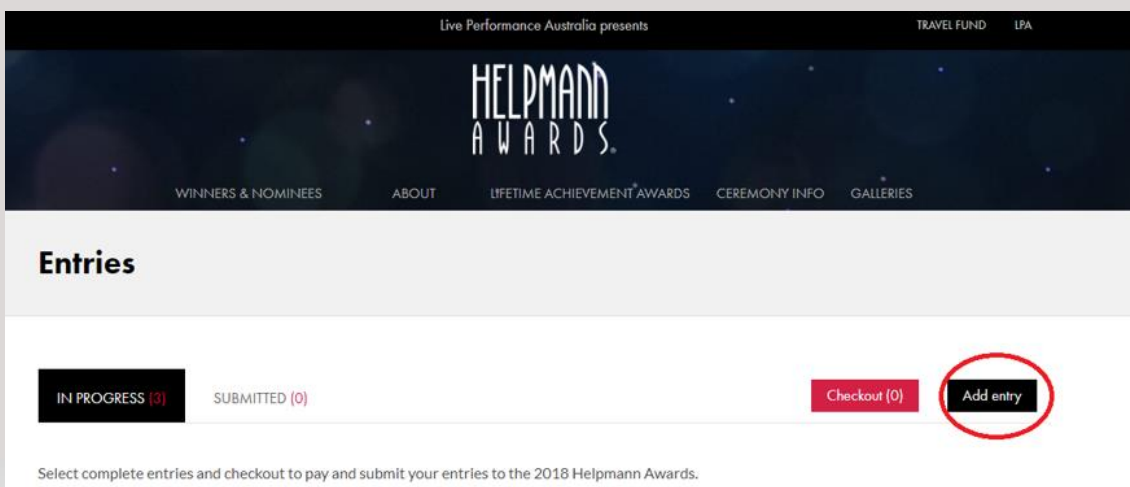 Live Performance Australia presents TRAVEL FUND LPA
HELPMANN
AWARDS®
WINNERS & NOMINEES ABOUT LIFETIME ACHIEVEMENT AWARDS CEREMONY INFO GALLERIES
Entries
IN PROGRESS (3) SUBMITTED (0) Checkout (0) Add entry
Select complete entries and checkout to pay and submit your entries to the 2018 Helpmann Awards.